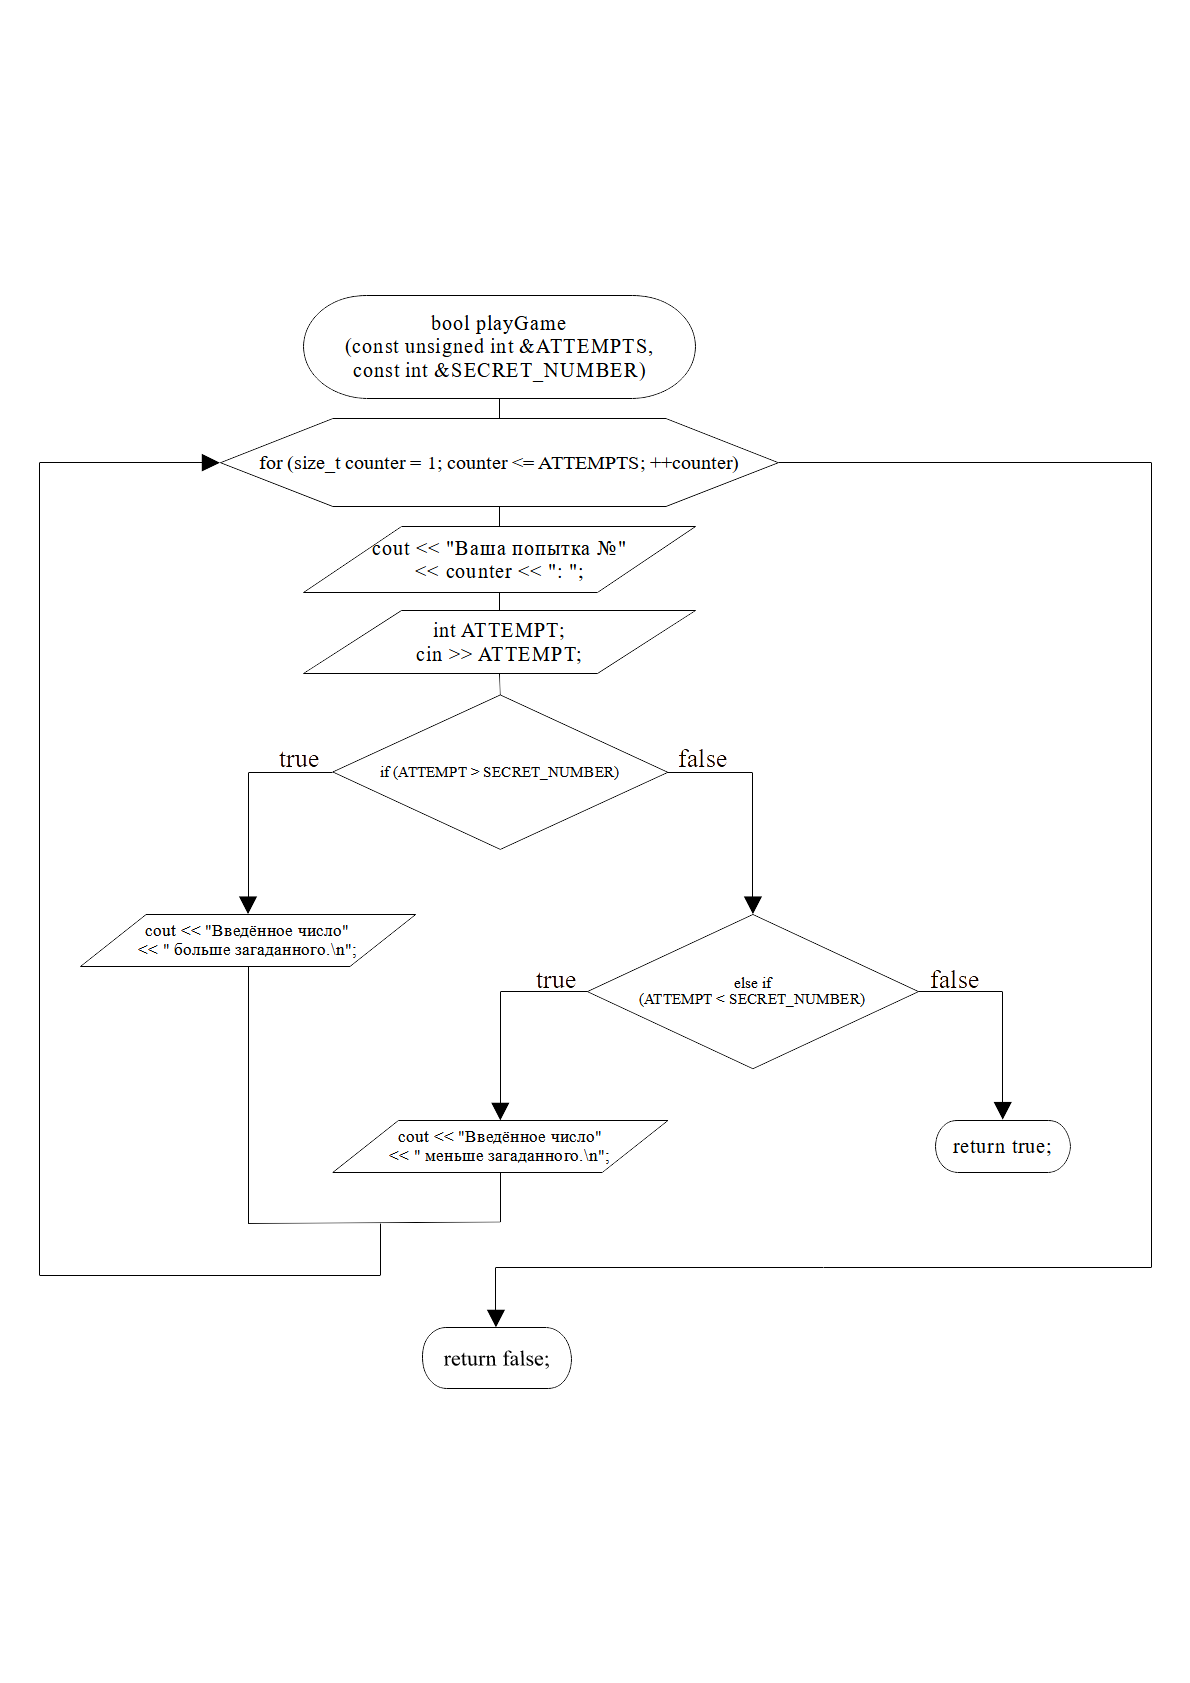 bool playGame
(const unsigned int &ATTEMPTS,
const int &SECRET_NUMBER)
for (size_t counter = 1; counter <= ATTEMPTS; ++counter)
cout << "Ваша попытка №"
<< counter << ": ";
int ATTEMPT;
cin >> ATTEMPT;
true
false
if (ATTEMPT > SECRET_NUMBER)
cout << "Введённое число"
<< " больше загаданного.\n";
true
false
else if
(ATTEMPT < SECRET_NUMBER)
cout << "Введённое число"
<< " меньше загаданного.\n";
return true;
return false;